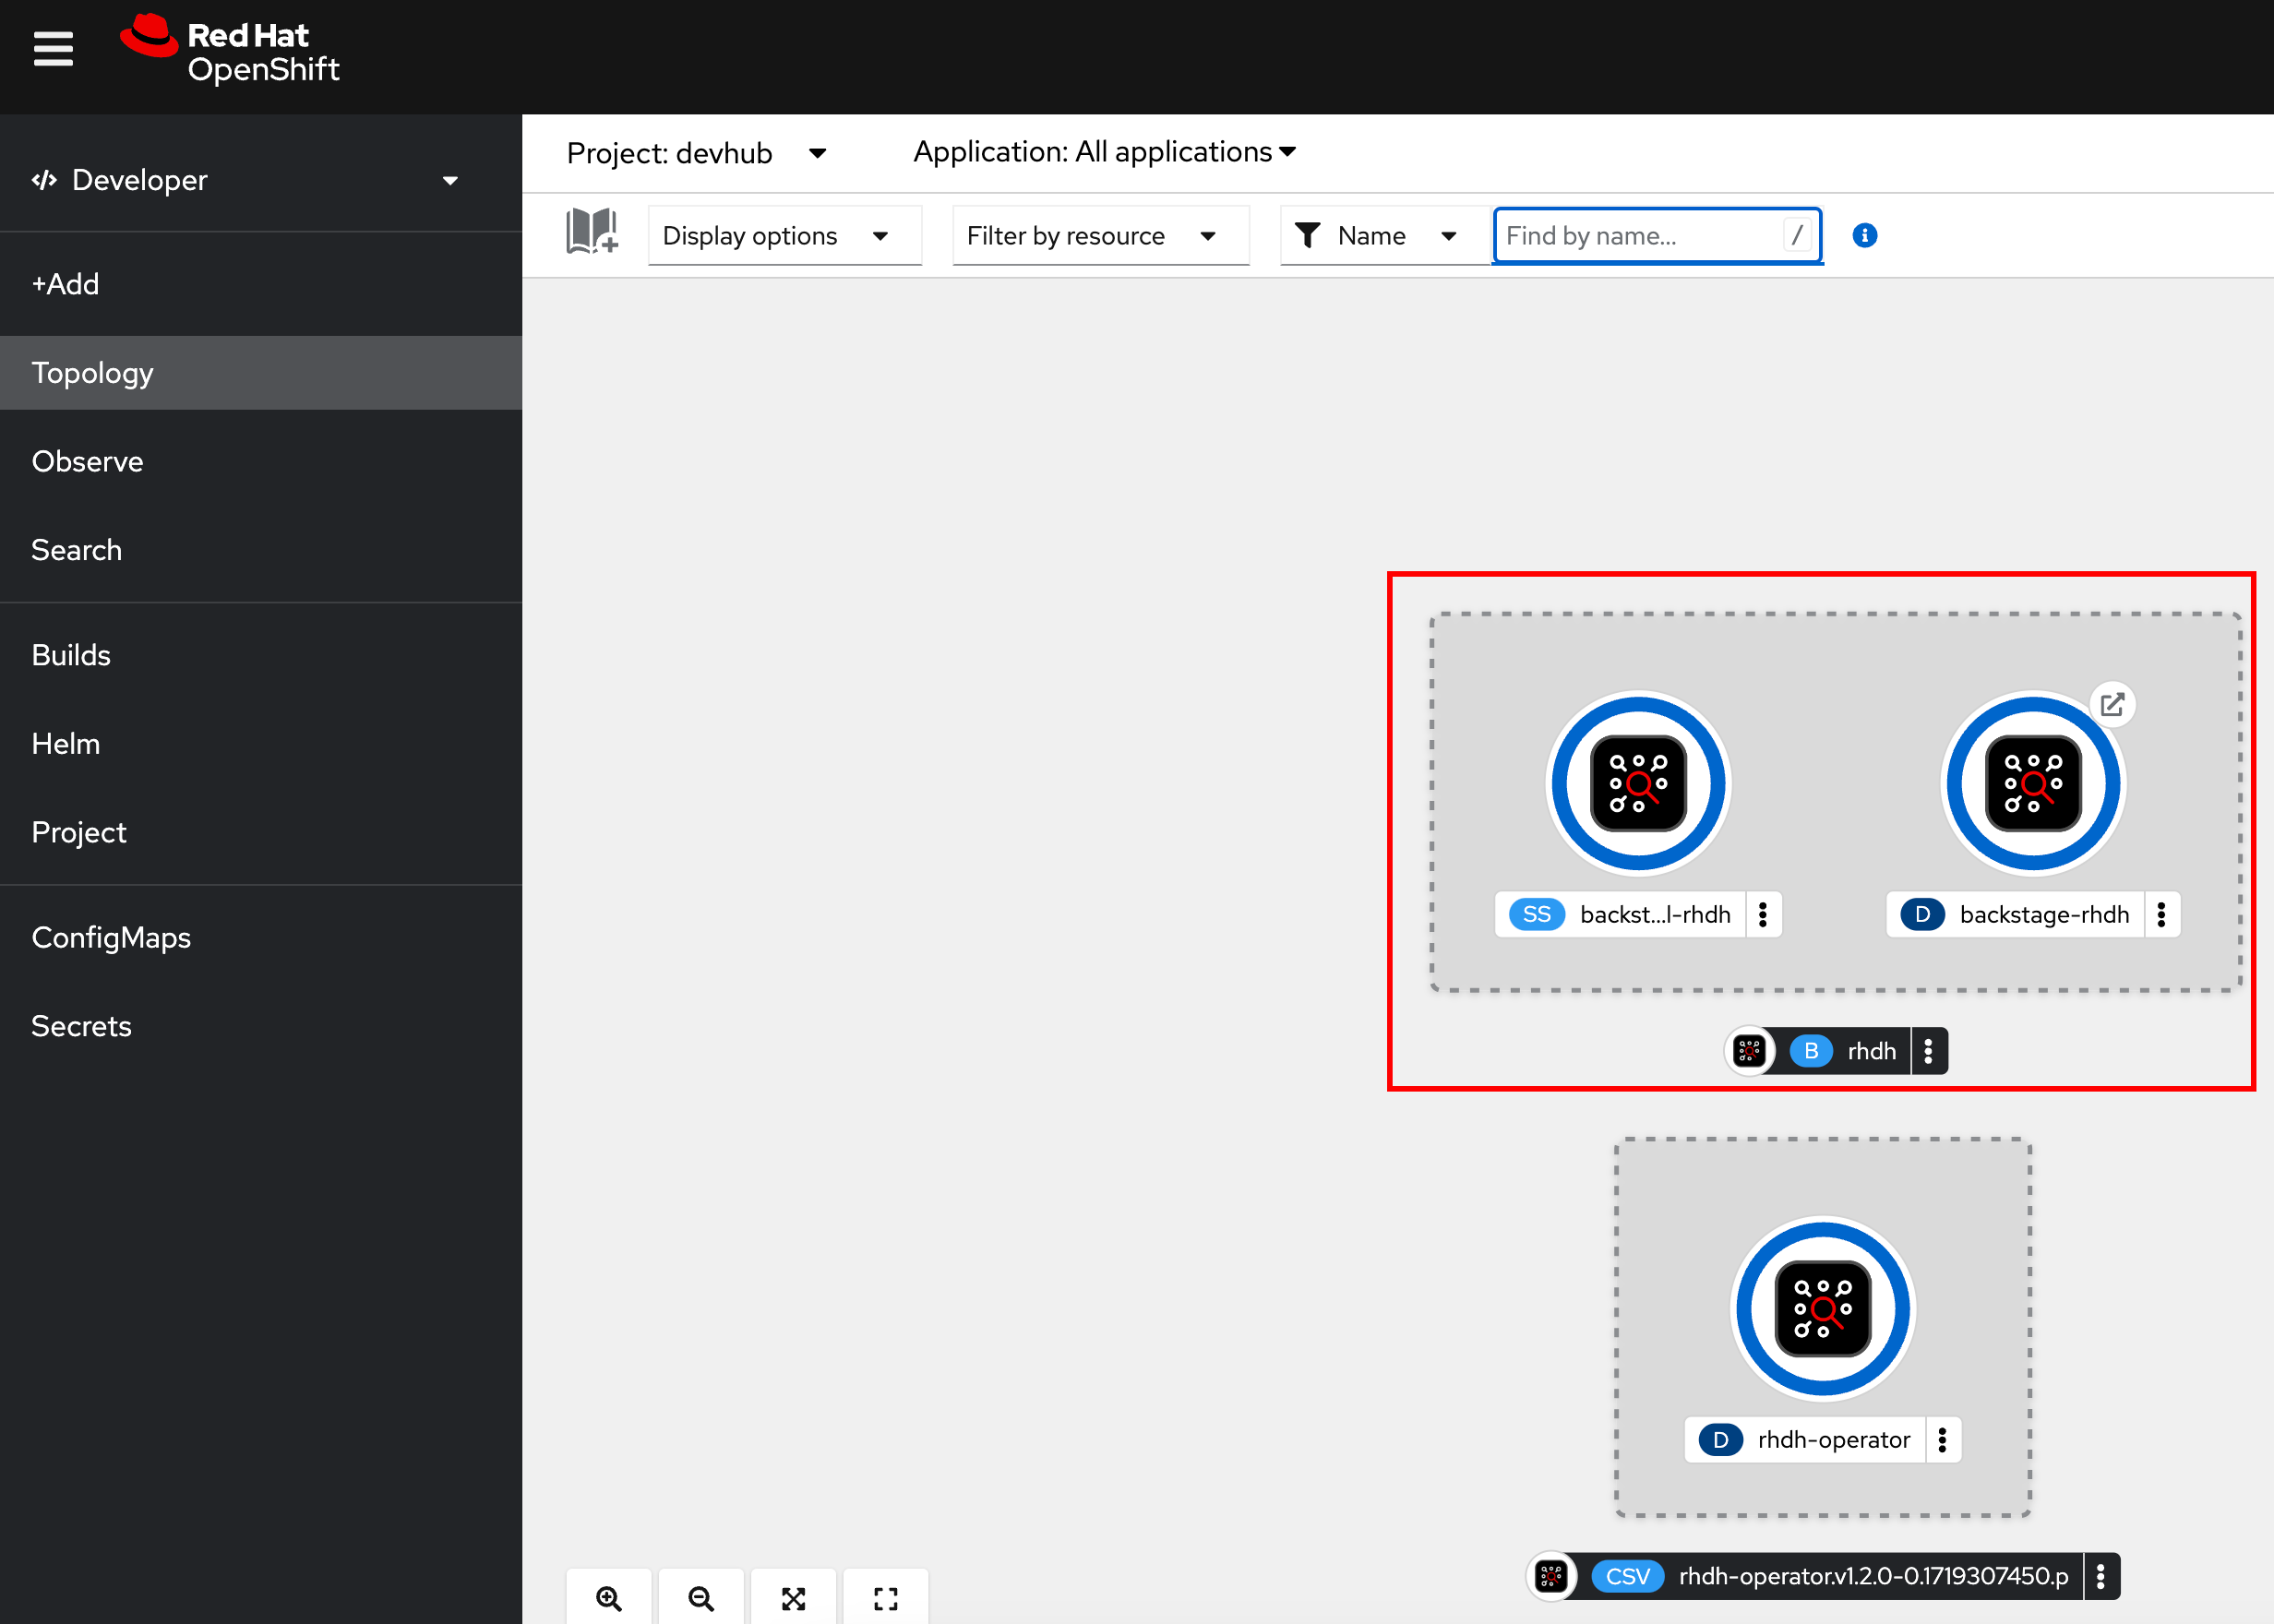 Red Hat
OpenShift
Developer
+Add
Topology
Observe
Search
Builds
Helm
Project
ConfigMaps
Secrets
Project: devhub
Application: All applications
Display options
Filter by resource
Name
Find by name...
/
SS backst...l-rhdh
D backstage-rhdh
B rhdh
D rhdh-operator
CSV rhdh-operator.v1.2.0-0.1719307450.p